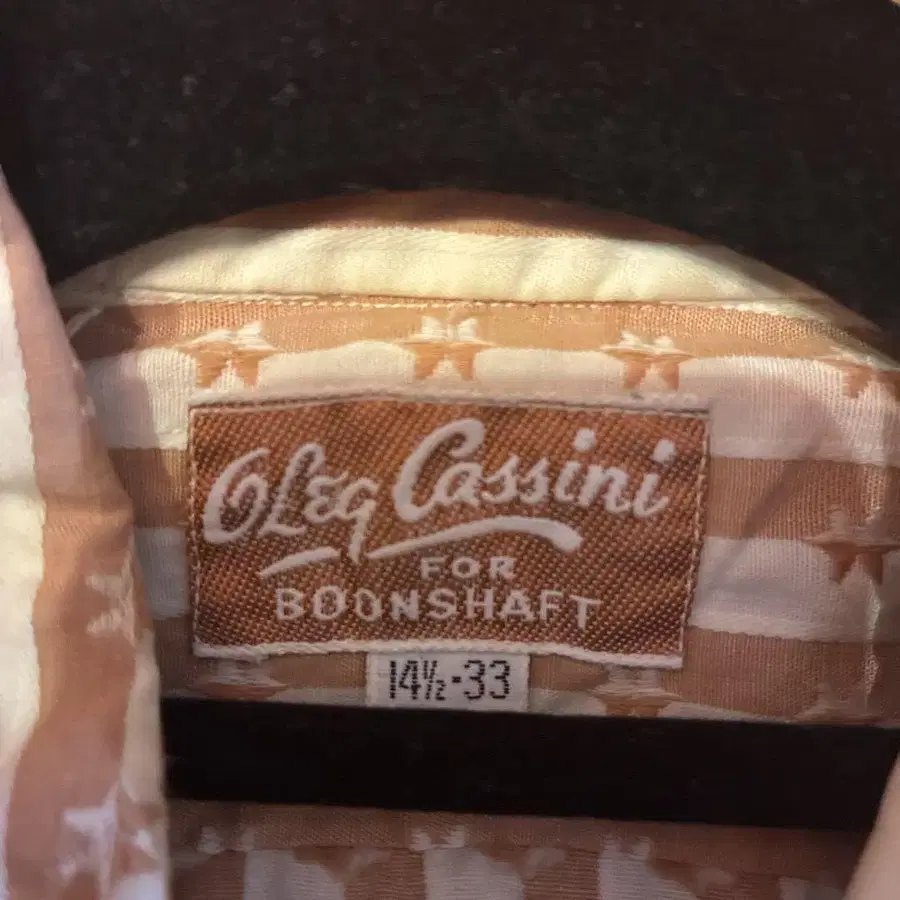 OLEg Cassini
FOR
BOONSHAFT
14½•33